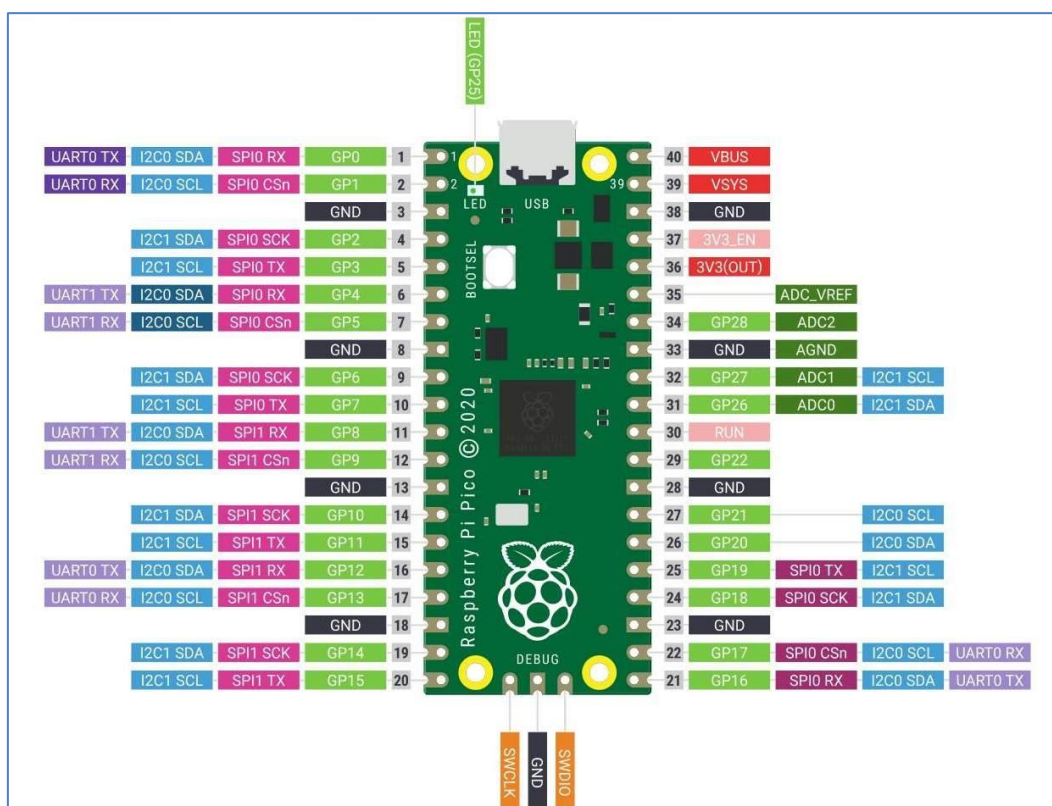 LED (GP25)
UART0 TX I2C0 SDA SPI0 RX GP0 1 1 40 VBUS
UART0 RX I2C0 SCL SPI0 CSn GP1 2 2 39 39 VSYS
LED USB
GND 3 38 GND
I2C1 SDA SPI0 SCK GP2 4 37 3V3_EN
I2C1 SCL SPI0 TX GP3 5 36 3V3(OUT)
BOOTSEL
UART1 TX I2C0 SDA SPI0 RX GP4 6 35 ADC_VREF
UART1 RX I2C0 SCL SPI0 CSn GP5 7 34 GP28 ADC2
GND 8 33 GND AGND
I2C1 SDA SPI0 SCK GP6 9 32 GP27 ADC1 I2C1 SCL
I2C1 SCL SPI0 TX GP7 10 31 GP26 ADC0 I2C1 SDA
UART1 TX I2C0 SDA SPI1 RX GP8 11 30 RUN
UART1 RX I2C0 SCL SPI1 CSn GP9 12 29 GP22
GND 13 28 GND
I2C1 SDA SPI1 SCK GP10 14 27 GP21 I2C0 SCL
I2C1 SCL SPI1 TX GP11 15 26 GP20 I2C0 SDA
UART0 TX I2C0 SDA SPI1 RX GP12 16 25 GP19 SPI0 TX I2C1 SCL
UART0 RX I2C0 SCL SPI1 CSn GP13 17 24 GP18 SPI0 SCK I2C1 SDA
GND 18 23 GND
Raspberry Pi Pico © 2020
I2C1 SDA SPI1 SCK GP14 19 22 GP17 SPI0 CSn I2C0 SCL UART0 RX
I2C1 SCL SPI1 TX GP15 20 21 GP16 SPI0 RX I2C0 SDA UART0 TX
DEBUG
SWCLK GND SWDIO